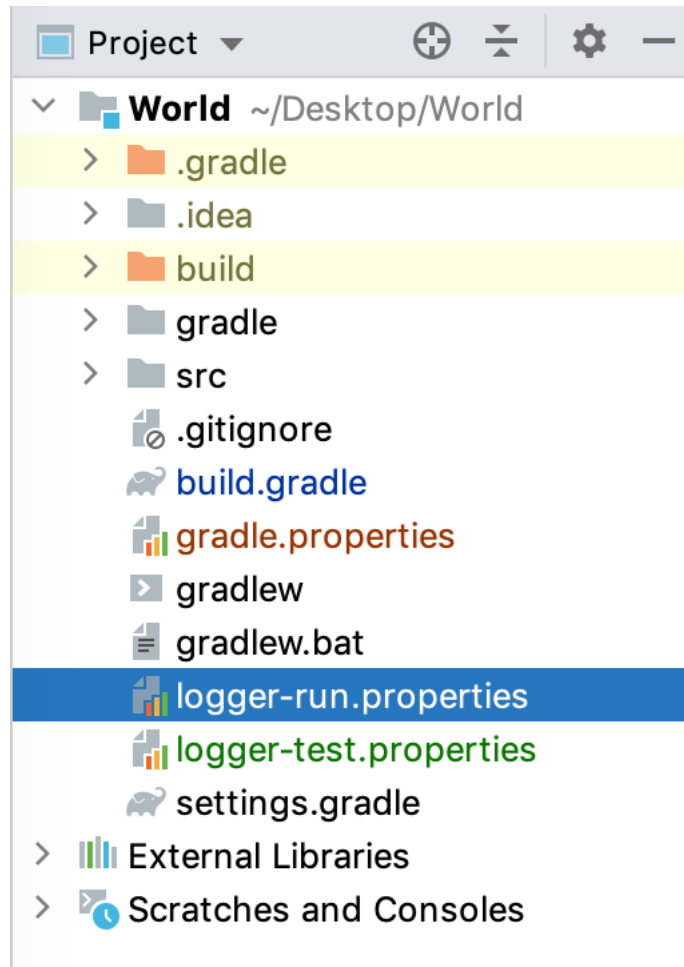 Project
World ~/Desktop/World
.gradle
.idea
build
gradle
src
.gitignore
build.gradle
gradle.properties
gradlew
gradlew.bat
logger-run.properties
logger-test.properties
settings.gradle
External Libraries
Scratches and Consoles